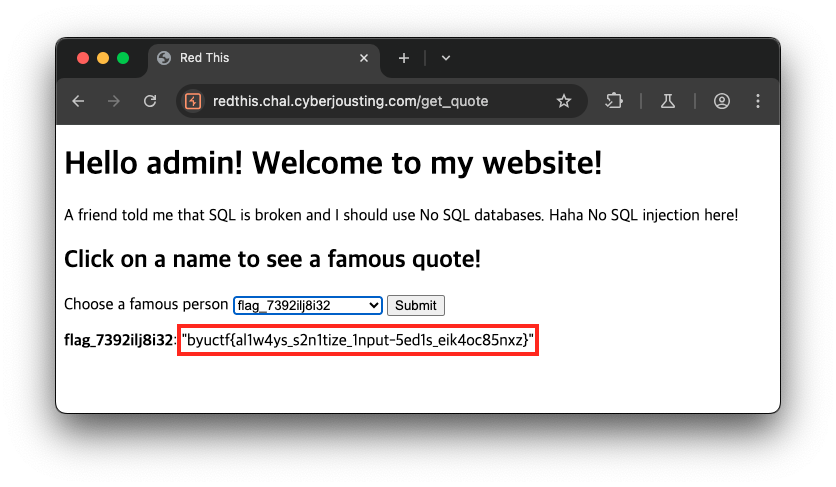 Red This
redthis.chal.cyberjousting.com/get_quote
Hello admin! Welcome to my website!
A friend told me that SQL is broken and I should use No SQL databases. Haha No SQL injection here!
Click on a name to see a famous quote!
Choose a famous person flag_7392ilj8i32 Submit
flag_7392ilj8i32: "byuctf{al1w4ys_s2n1tize_1nput-5ed1s_eik4oc85nxz}"